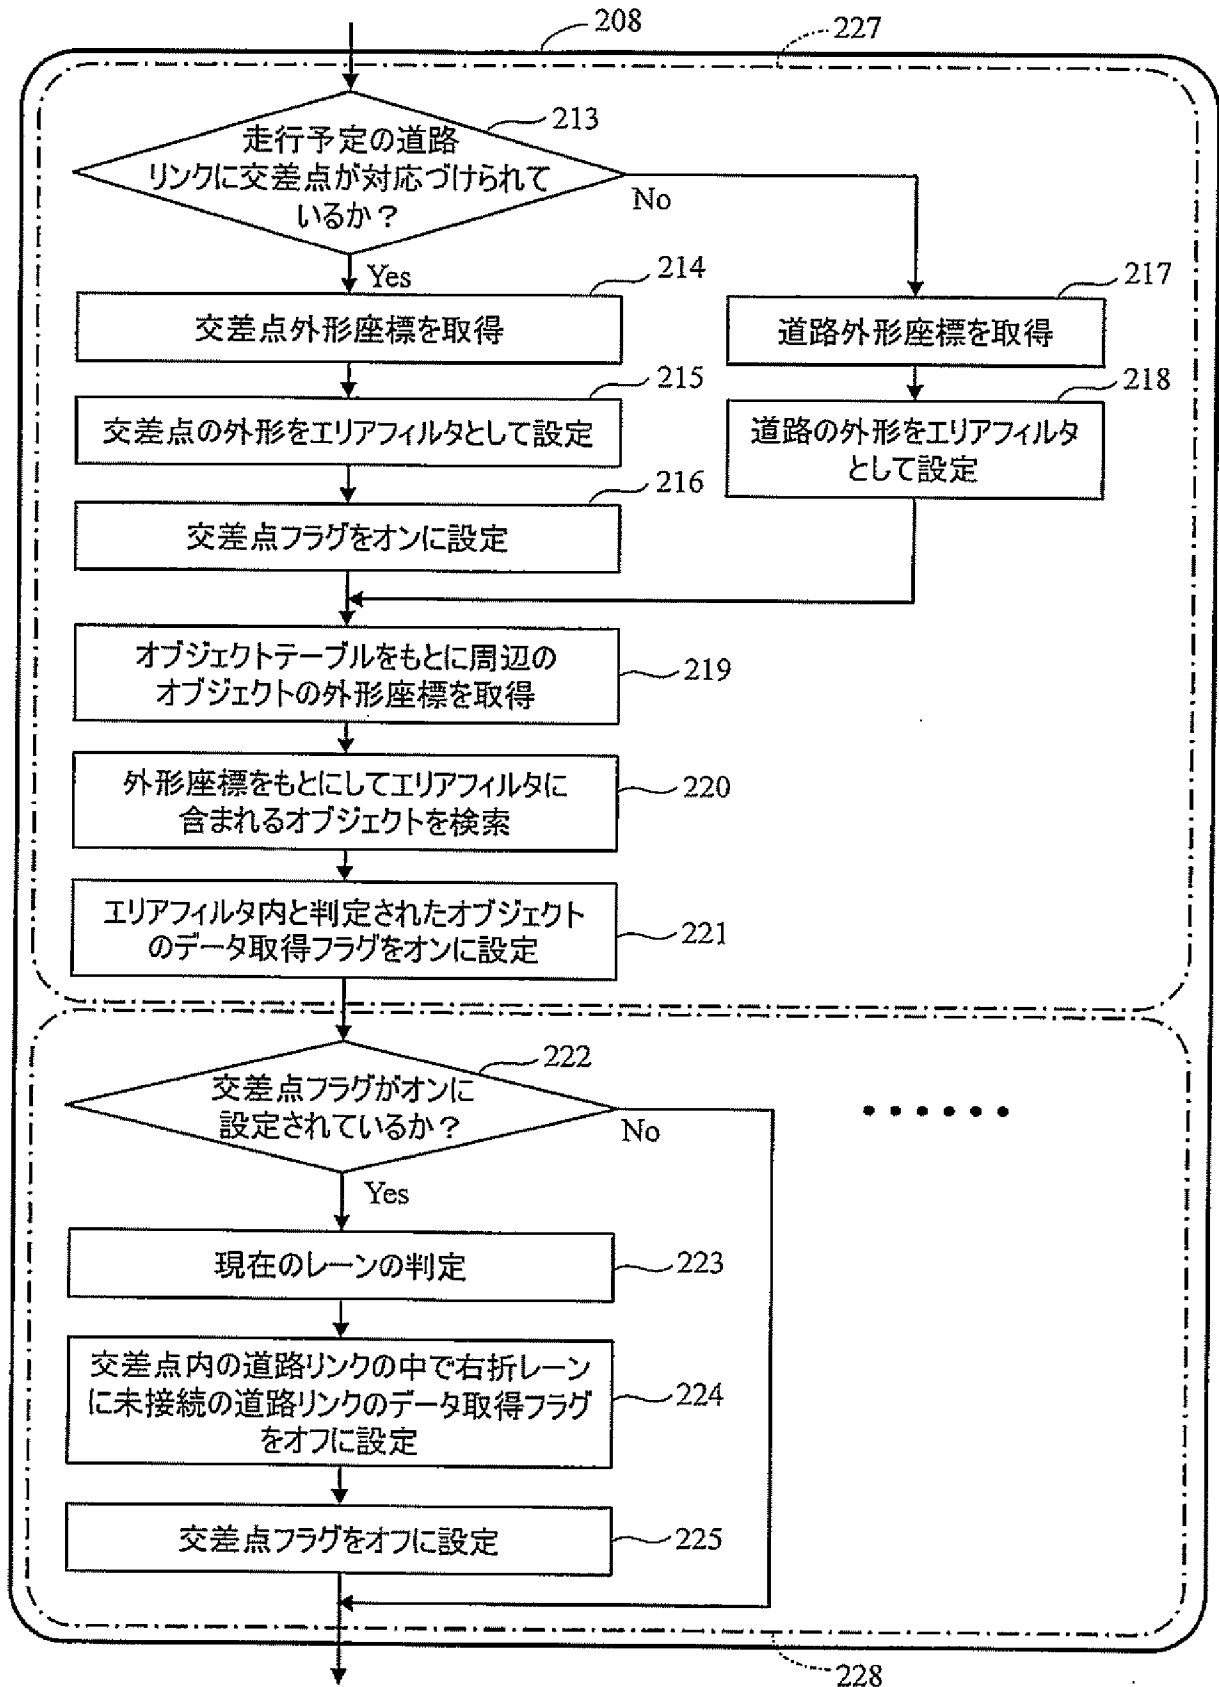 208
227
213
走行予定の道路
リンクに交差点が対応づけられて
いるか？
No
Yes
214
交差点外形座標を取得
217
道路外形座標を取得
215
交差点の外形をエリアフィルタとして設定
218
道路の外形をエリアフィルタ
として設定
216
交差点フラグをオンに設定
オブジェクトテーブルをもとに周辺の
オブジェクトの外形座標を取得
219
外形座標をもとにしてエリアフィルタに
含まれるオブジェクトを検索
220
エリアフィルタ内と判定されたオブジェクト
のデータ取得フラグをオンに設定
221
222
交差点フラグがオンに
設定されているか？
No
Yes
現在のレーンの判定
223
交差点内の道路リンクの中で右折レーン
に未接続の道路リンクのデータ取得フラグ
をオフに設定
224
交差点フラグをオフに設定
225
228